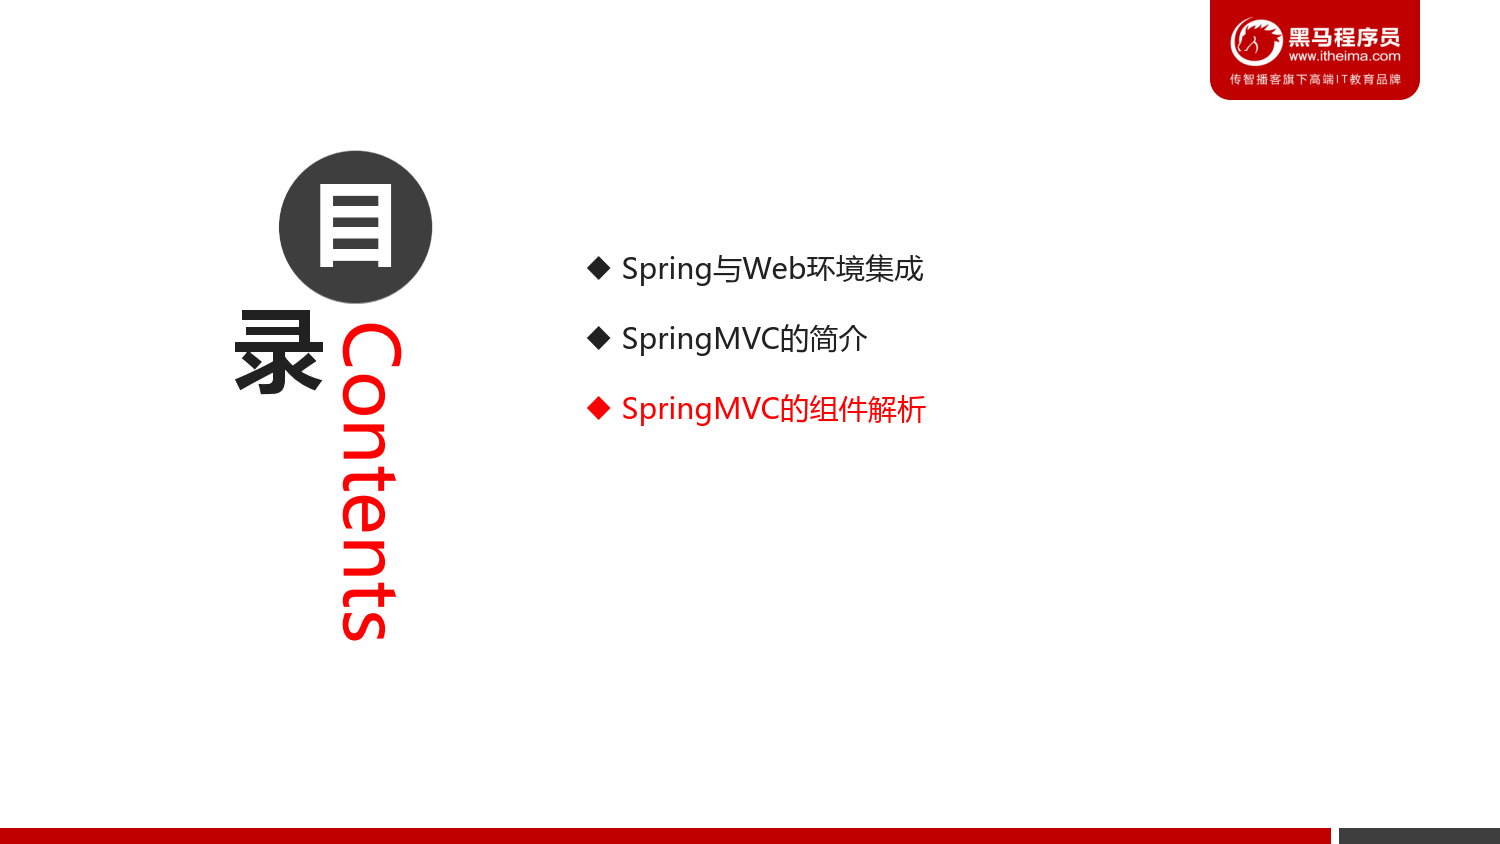 黑马程序员
www.itheima.com
传智播客旗下高端IT教育品牌
目录
Contents
◆ Spring与Web环境集成
◆ SpringMVC的简介
◆ SpringMVC的组件解析